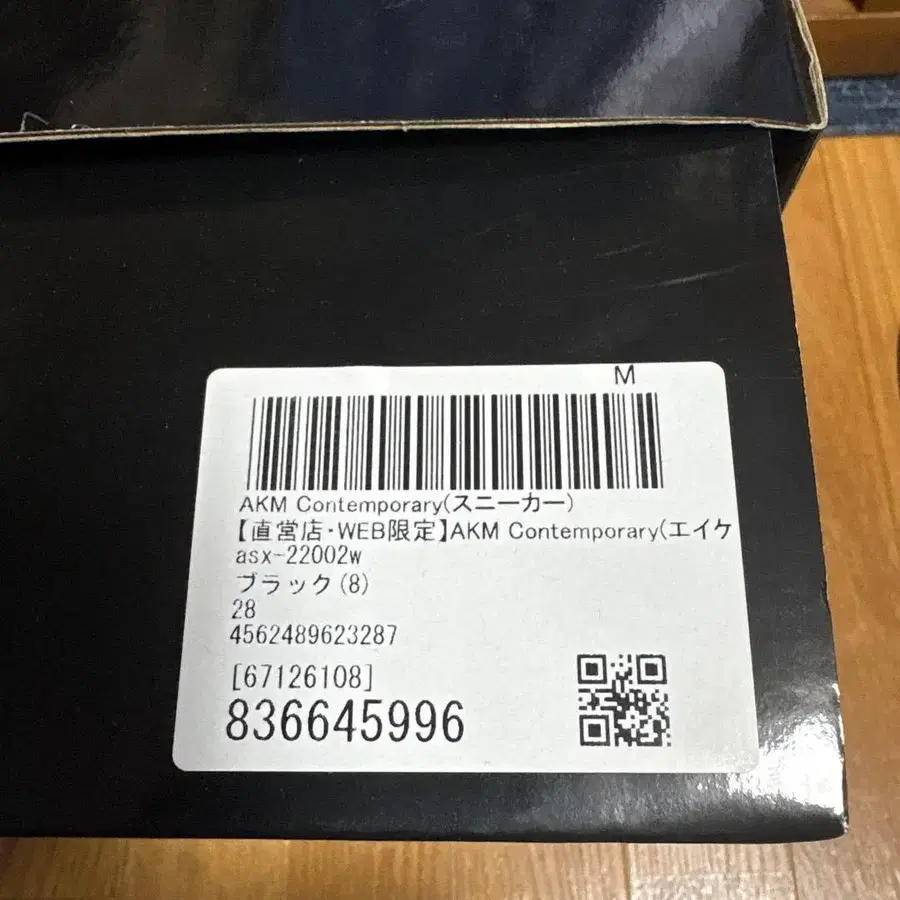 M
AKM Contemporary(スニーカー)
【直営店・WEB限定】AKM Contemporary(エイケ
asx-22002w
ブラック(8)
28
4562489623287
[67126108]
836645996